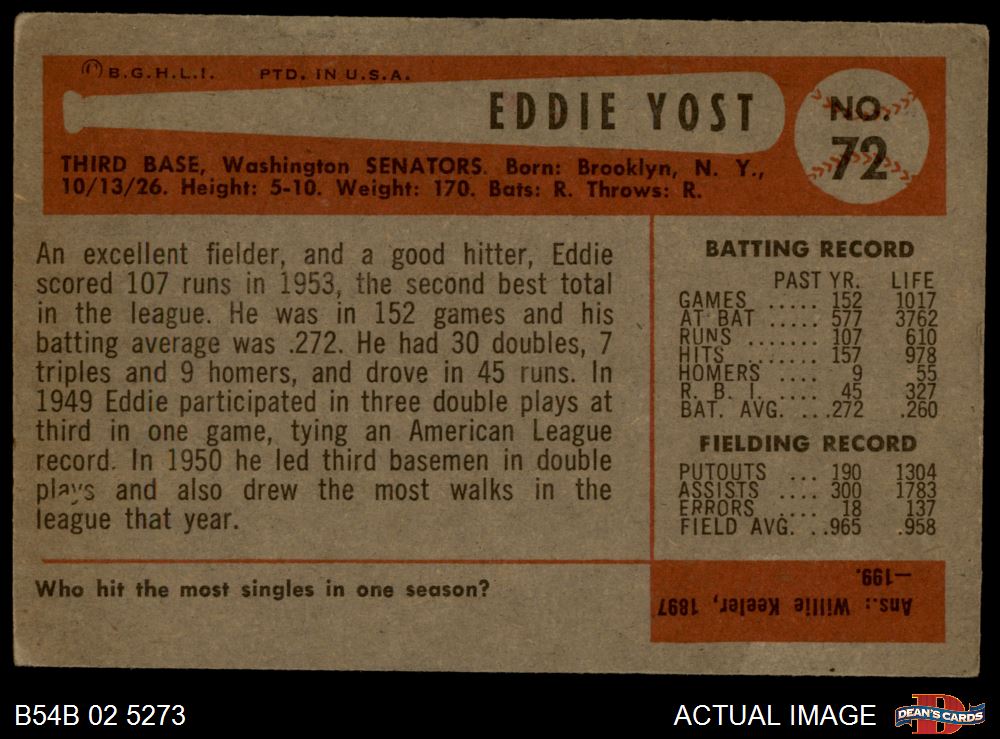 B.G.H.L.I. PTD. IN U.S.A.
EDDIE YOST
NO.
72
THIRD BASE, Washington SENATORS. Born: Brooklyn, N. Y.,
10/13/26. Height: 5-10. Weight: 170. Bats: R. Throws: R.
An excellent fielder, and a good hitter, Eddie
scored 107 runs in 1953, the second best total
in the league. He was in 152 games and his
batting average was .272. He had 30 doubles, 7
triples and 9 homers, and drove in 45 runs. In
1949 Eddie participated in three double plays at
third in one game, tying an American League
record. In 1950 he led third basemen in double
plays and also drew the most walks in the
league that year.
BATTING RECORD
PAST YR. LIFE
GAMES ..... 152 1017
AT BAT ..... 577 3762
RUNS ....... 107 610
HITS ....... 157 978
HOMERS .... 9 55
R. B. I. ..... 45 327
BAT. AVG. ...272 .260
FIELDING RECORD
PUTOUTS ... 190 1304
ASSISTS .... 300 1783
ERRORS .... 18 137
FIELD AVG. ..965 .958
Who hit the most singles in one season?
Ans.: Willie Keeler, 1897
—199.
B54B 02 5273
ACTUAL IMAGE
DEAN'S CARDS